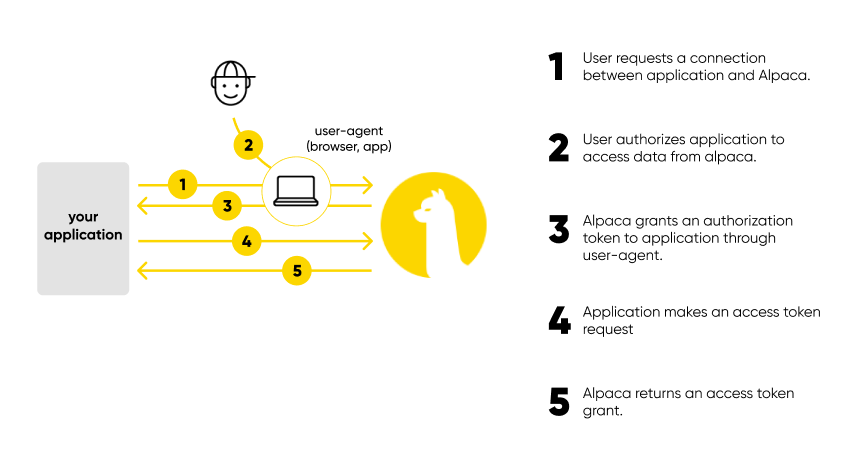 user-agent
(browser, app)
2
1
3
your
application
4
5
1 User requests a connection
between application and Alpaca.
2 User authorizes application to
access data from alpaca.
3 Alpaca grants an authorization
token to application through
user-agent.
4 Application makes an access token
request
5 Alpaca returns an access token
grant.